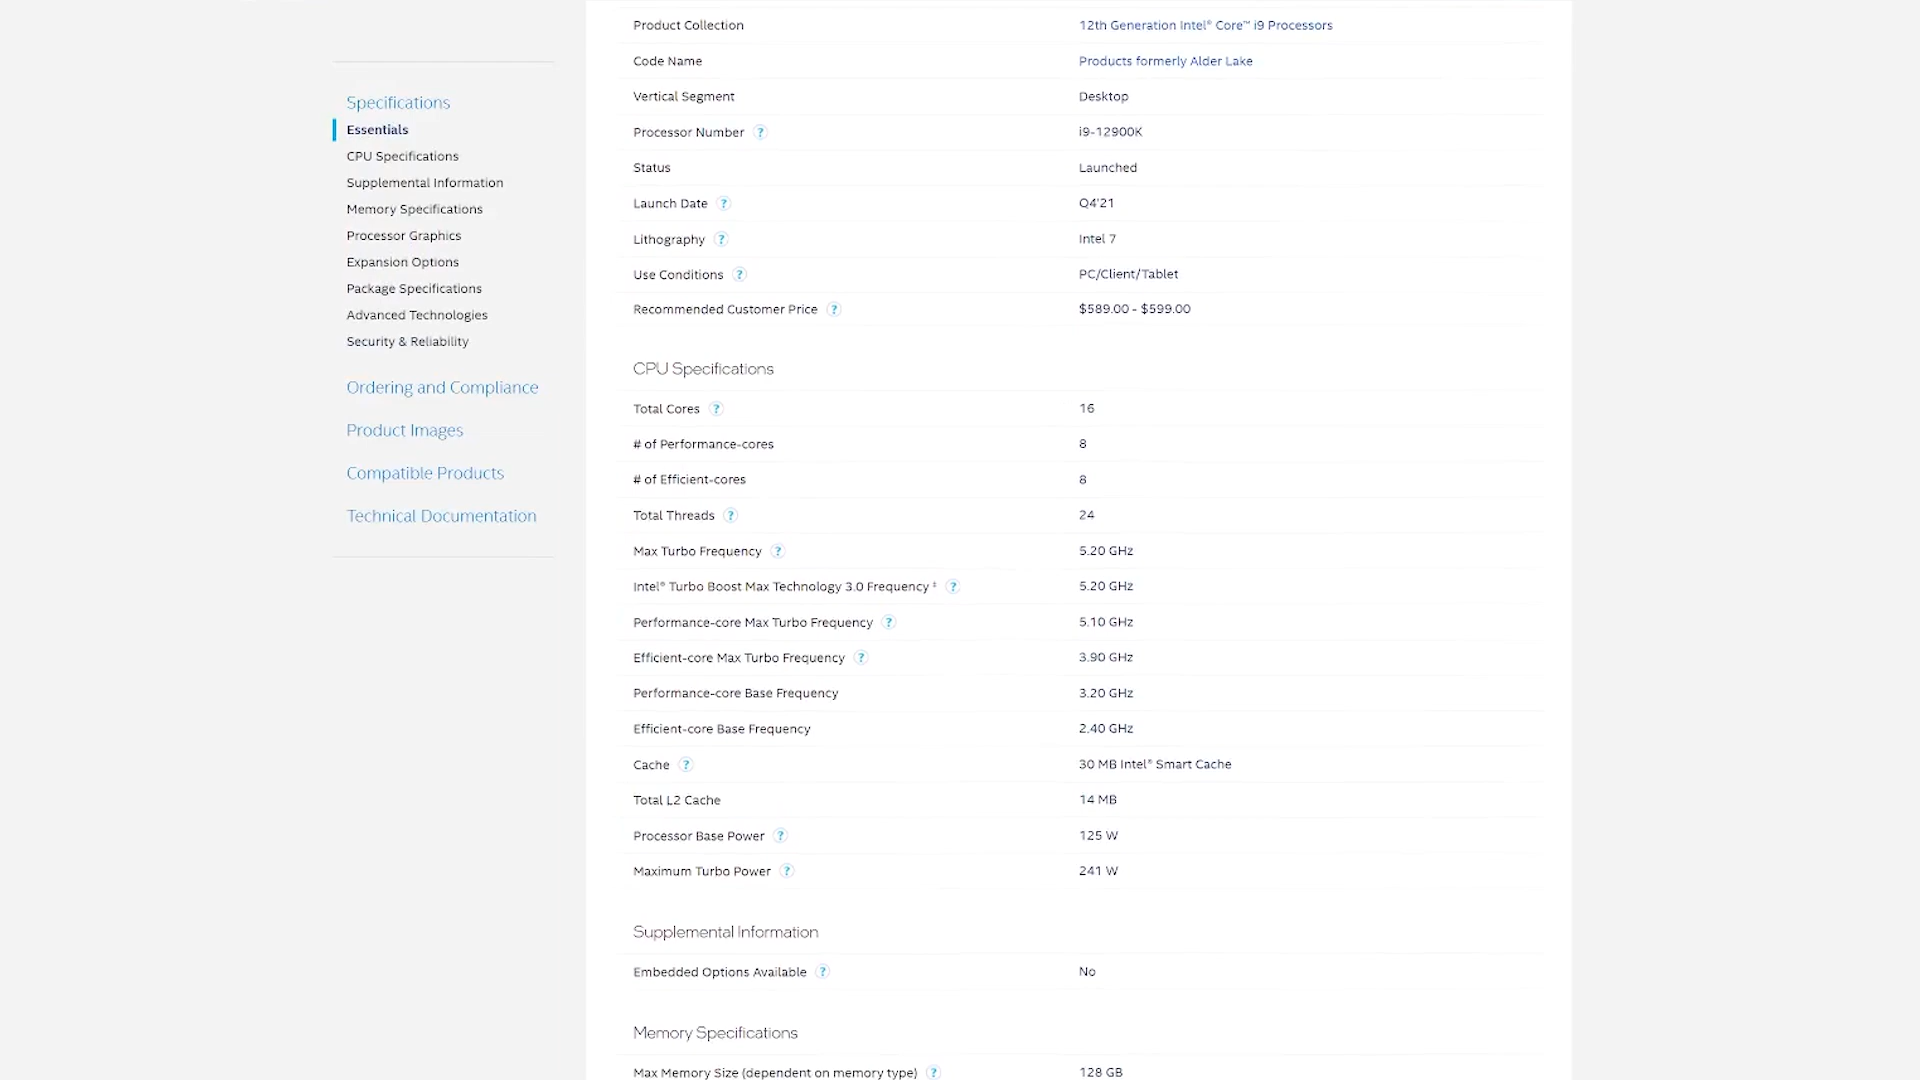 Specifications
Essentials
CPU Specifications
Supplemental Information
Memory Specifications
Processor Graphics
Expansion Options
Package Specifications
Advanced Technologies
Security & Reliability
Ordering and Compliance
Product Images
Compatible Products
Technical Documentation
Product Collection 12th Generation Intel® Core™ i9 Processors
Code Name Products formerly Alder Lake
Vertical Segment Desktop
Processor Number ? i9-12900K
Status Launched
Launch Date ? Q4'21
Lithography ? Intel 7
Use Conditions ? PC/Client/Tablet
Recommended Customer Price ? $589.00 - $599.00
CPU Specifications
Total Cores ? 16
# of Performance-cores 8
# of Efficient-cores 8
Total Threads ? 24
Max Turbo Frequency ? 5.20 GHz
Intel® Turbo Boost Max Technology 3.0 Frequency ‡ ? 5.20 GHz
Performance-core Max Turbo Frequency ? 5.10 GHz
Efficient-core Max Turbo Frequency ? 3.90 GHz
Performance-core Base Frequency 3.20 GHz
Efficient-core Base Frequency 2.40 GHz
Cache ? 30 MB Intel® Smart Cache
Total L2 Cache 14 MB
Processor Base Power ? 125 W
Maximum Turbo Power ? 241 W
Supplemental Information
Embedded Options Available ? No
Memory Specifications
Max Memory Size (dependent on memory type) ? 128 GB